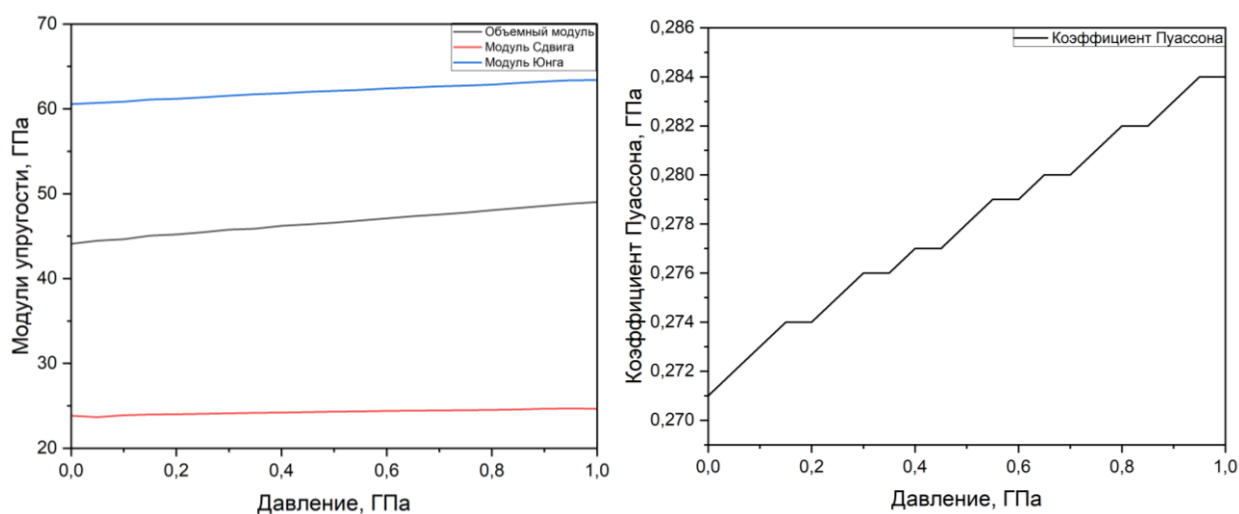 70
60
50
40
30
20
Модули упругости, ГПа
Объемный модуль
Модуль Сдвига
Модуль Юнга
0,0 0,2 0,4 0,6 0,8 1,0
Давление, ГПа
0,286
0,284
0,282
0,280
0,278
0,276
0,274
0,272
0,270
Коэффициент Пуассона, ГПа
Коэффициент Пуассона
0,0 0,2 0,4 0,6 0,8 1,0
Давление, ГПа